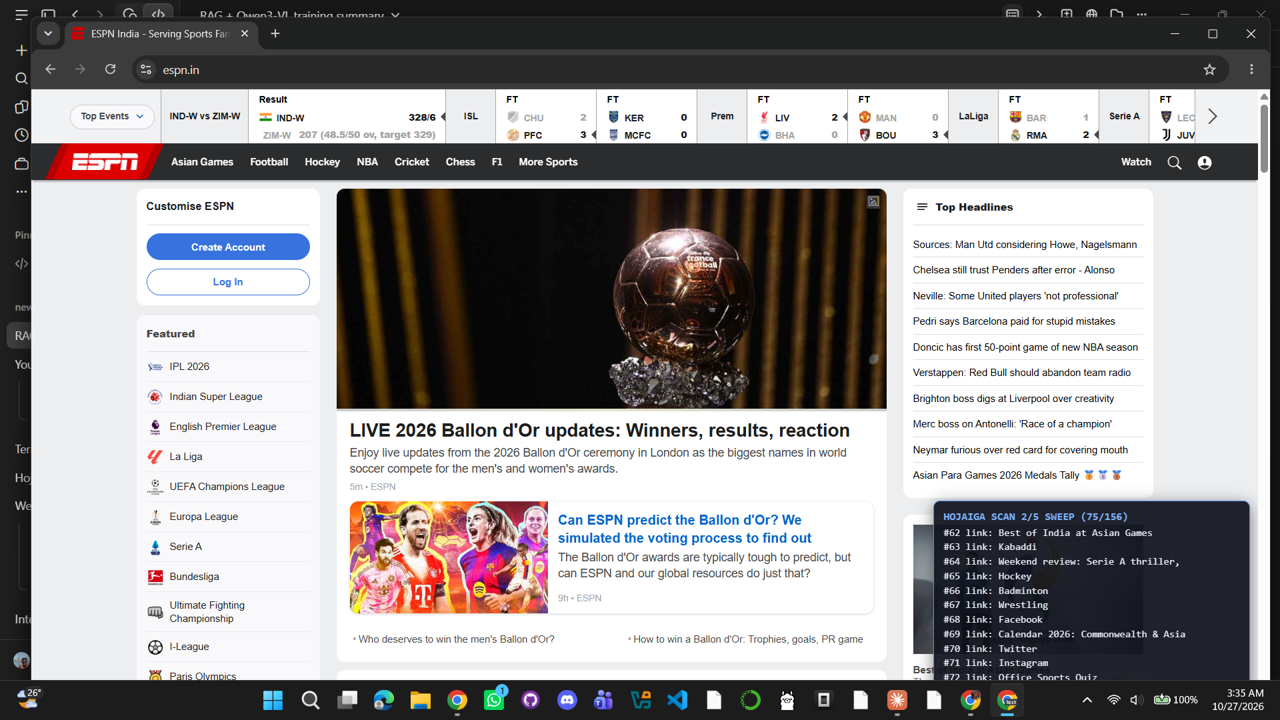 RAG + Qwen3-VL training summary
ESPN India - Serving Sports Fan
espn.in
Top Events
IND-W vs ZIM-W
Result
IND-W 328/6
ZIM-W 207 (48.5/50 ov, target 329)
ISL
FT
CHU 2
PFC 3
FT
KER 0
MCFC 0
Prem
FT
LIV 2
BHA 0
FT
MAN 0
BOU 3
LaLiga
FT
BAR 1
RMA 2
Serie A
FT
LEC
JUV
ESPN
Asian Games
Football
Hockey
NBA
Cricket
Chess
F1
More Sports
Watch
Customise ESPN
Create Account
Log In
Featured
IPL 2026
Indian Super League
English Premier League
La Liga
UEFA Champions League
Europa League
Serie A
Bundesliga
Ultimate Fighting
Championship
I-League
Paris Olympics
france
football
LIVE 2026 Ballon d'Or updates: Winners, results, reaction
Enjoy live updates from the 2026 Ballon d'Or ceremony in London as the biggest names in world
soccer compete for the men's and women's awards.
5m • ESPN
Can ESPN predict the Ballon d'Or? We
simulated the voting process to find out
The Ballon d'Or awards are typically tough to predict, but
can ESPN and our global resources do just that?
9h • ESPN
• Who deserves to win the men's Ballon d'Or?
• How to win a Ballon d'Or: Trophies, goals, PR game
Top Headlines
Sources: Man Utd considering Howe, Nagelsmann
Chelsea still trust Penders after error - Alonso
Neville: Some United players 'not professional'
Pedri says Barcelona paid for stupid mistakes
Doncic has first 50-point game of new NBA season
Verstappen: Red Bull should abandon team radio
Brighton boss digs at Liverpool over creativity
Merc boss on Antonelli: 'Race of a champion'
Neymar furious over red card for covering mouth
Asian Para Games 2026 Medals Tally 🥇🥈🥉
HOJAIGA SCAN 2/5 SWEEP (75/156)
#62 link: Best of India at Asian Games
#63 link: Kabaddi
#64 link: Weekend review: Serie A thriller,
#65 link: Hockey
#66 link: Badminton
#67 link: Wrestling
#68 link: Facebook
#69 link: Calendar 2026: Commonwealth & Asia
#70 link: Twitter
#71 link: Instagram
#72 link: Office Sports Quiz
26°
1
100%
3:35 AM
10/27/2026